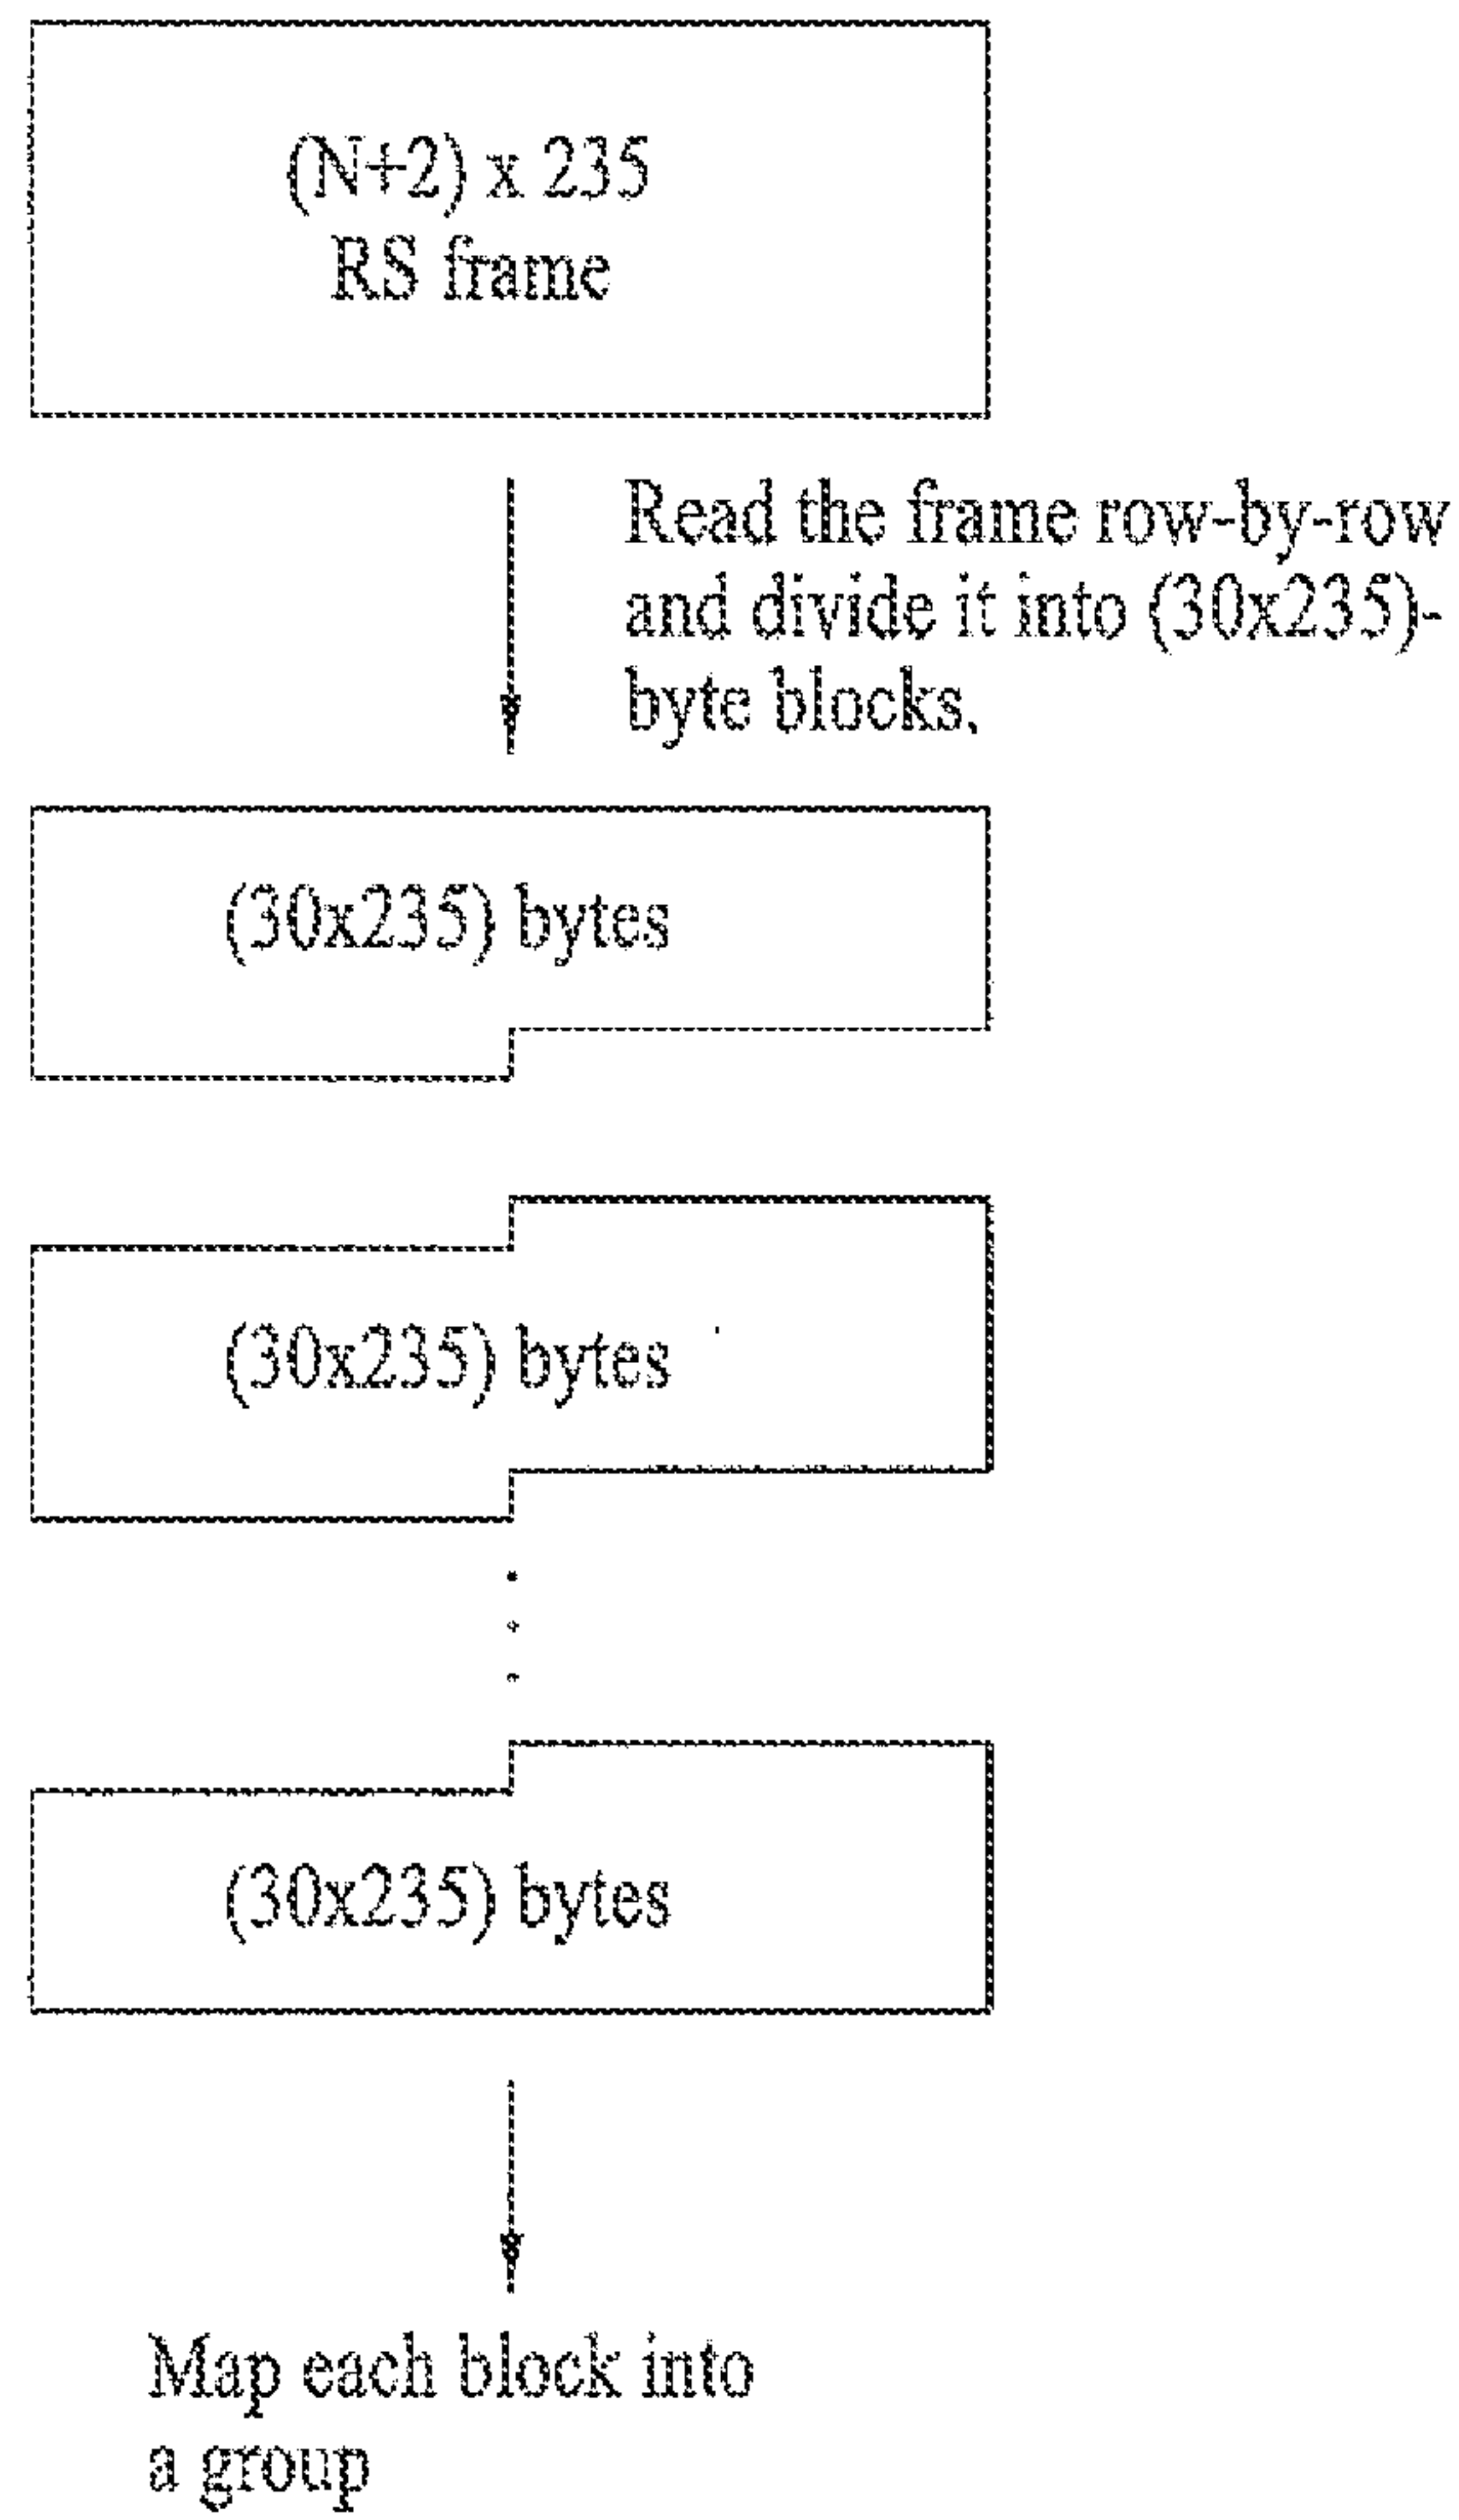 (N+2) x 235
RS frame
Read the frame row-by-row
and divide it into (30x235)-
byte blocks.
(30x235) bytes
(30x235) bytes
(30x235) bytes
Map each block into
a group